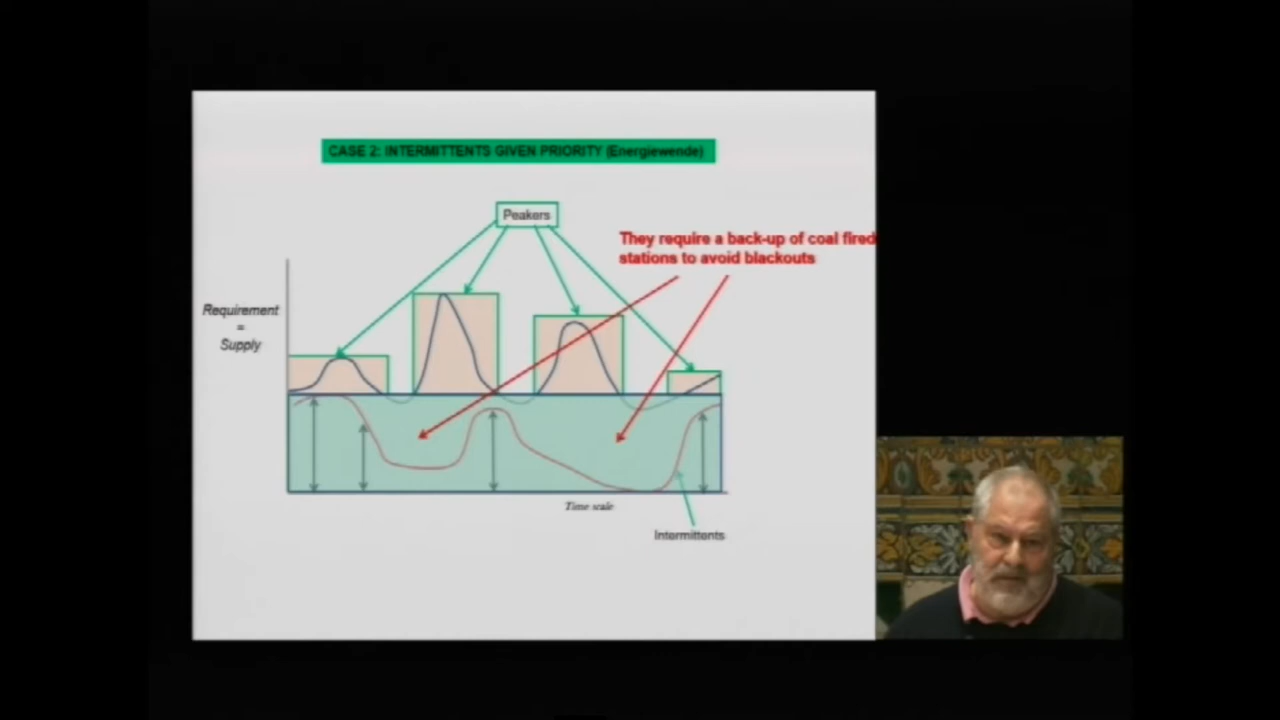 CASE 2: INTERMITTENTS GIVEN PRIORITY (Energiewende)
Peakers
They require a back-up of coal fired
stations to avoid blackouts
Requirement
=
Supply
Time scale
Intermittents